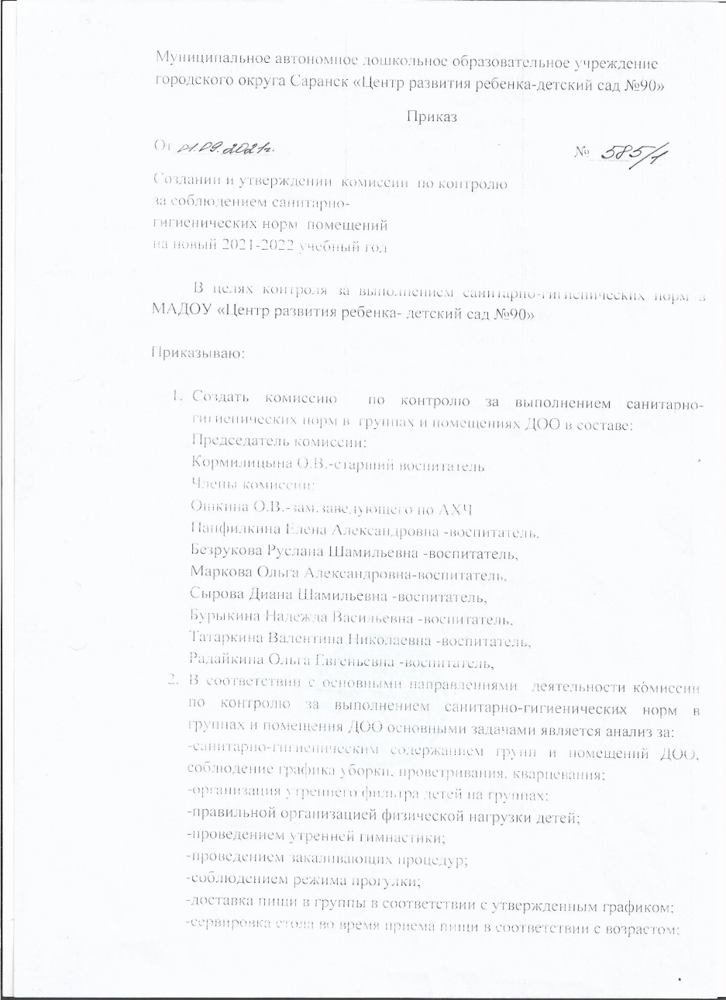 Муниципальное автономное дошкольное образовательное учреждение
городского округа Саранск «Центр развития ребенка-детский сад №90»
Приказ
От 01.09.2021г. № 585/1
Создании и утверждении комиссии по контролю
за соблюдением санитарно-
гигиенических норм помещений
на новый 2021-2022 учебный год
В целях контроля за выполнением санитарно-гигиенических норм в
МАДОУ «Центр развития ребенка- детский сад №90»
Приказываю:
1. Создать комиссию по контролю за выполнением санитарно-
гигиенических норм в группах и помещениях ДОО в составе:
Председатель комиссии:
Кормилицына О.В.-старший воспитатель
Члены комиссии:
Ошкина О.В.-зам.заведующего по АХЧ
Панфилкина Елена Александровна -воспитатель,
Безрукова Руслана Шамильевна -воспитатель,
Маркова Ольга Александровна-воспитатель,
Сырова Диана Шамильевна -воспитатель,
Бурыкина Надежда Васильевна -воспитатель,
Татаркина Валентина Николаевна -воспитатель,
Радайкина Ольга Евгеньевна -воспитатель,
2. В соответствии с основными направлениями деятельности комиссии
по контролю за выполнением санитарно-гигиенических норм в
группах и помещения ДОО основными задачами является анализ за:
-санитарно-гигиеническим содержанием групп и помещений ДОО,
соблюдение графика уборки, проветривания, кварцевания;
-организация утреннего фильтра детей на группах;
-правильной организацией физической нагрузки детей;
-проведением утренней гимнастики;
-проведением закаливающих процедур;
-соблюдением режима прогулки;
-доставка пищи в группы в соответствии с утвержденным графиком;
-сервировка стола во время приема пищи в соответствии с возрастом;